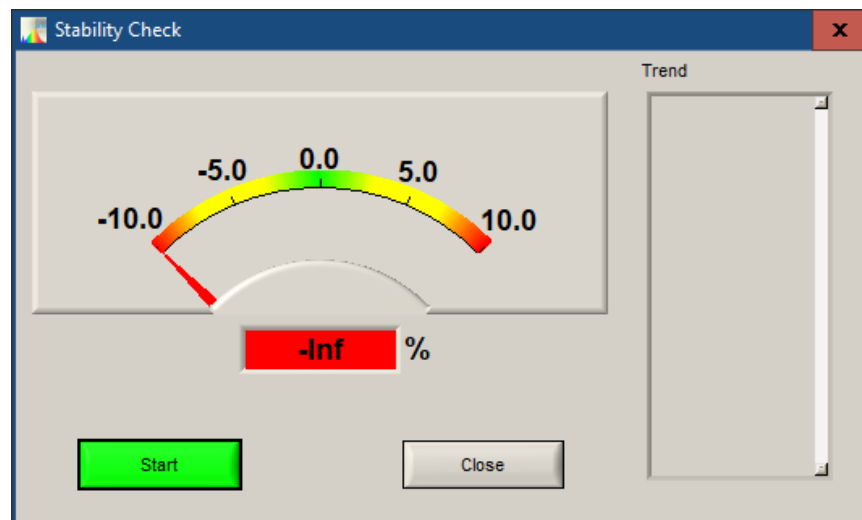 Stability Check
x
Trend
-10.0
-5.0
0.0
5.0
10.0
-Inf %
Start
Close